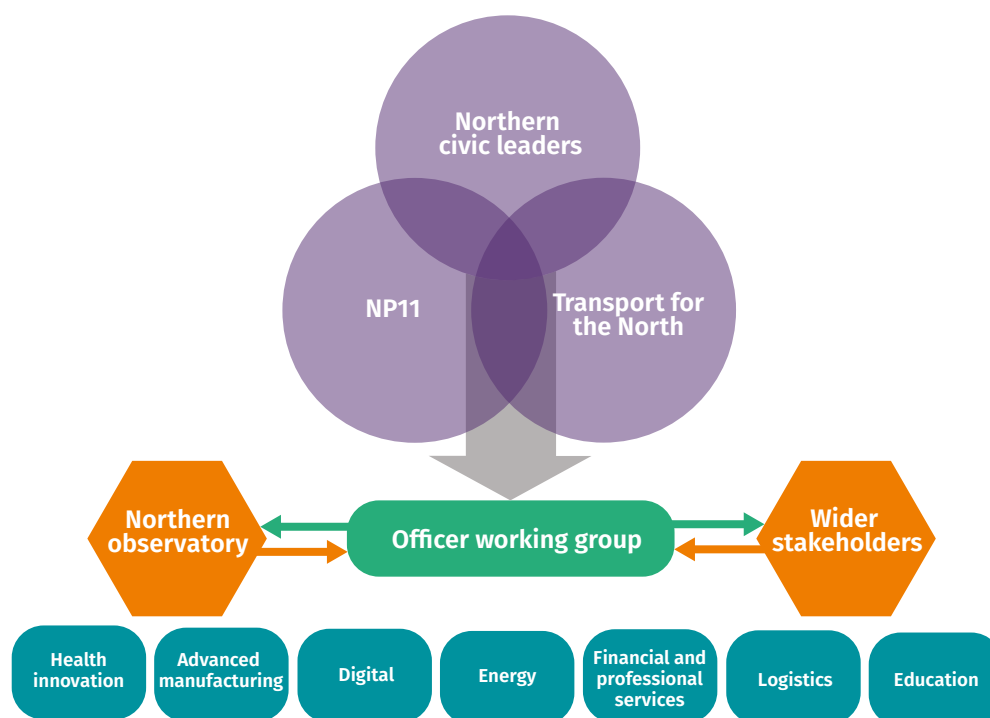 Northern
civic leaders
NP11
Transport for
the North
Northern
observatory
Officer working group
Wider
stakeholders
Health
innovation
Advanced
manufacturing
Digital
Energy
Financial and
professional
services
Logistics
Education